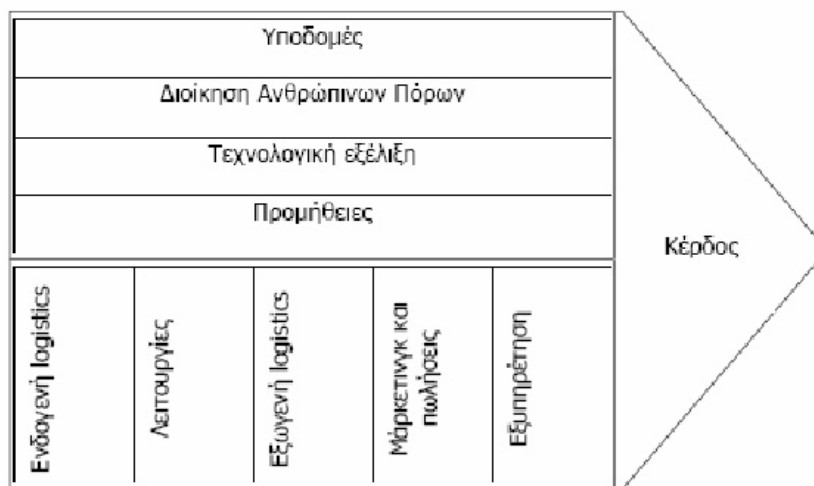 Υποδομές
Διοίκηση Ανθρώπινων Πόρων
Τεχνολογική εξέλιξη
Προμήθειες
Κέρδος
Ενδογενή logistics
Λειτουργίες
Εξωγενή logistics
Μάρκετινγκ και
πωλήσεις
Εξυπηρέτηση